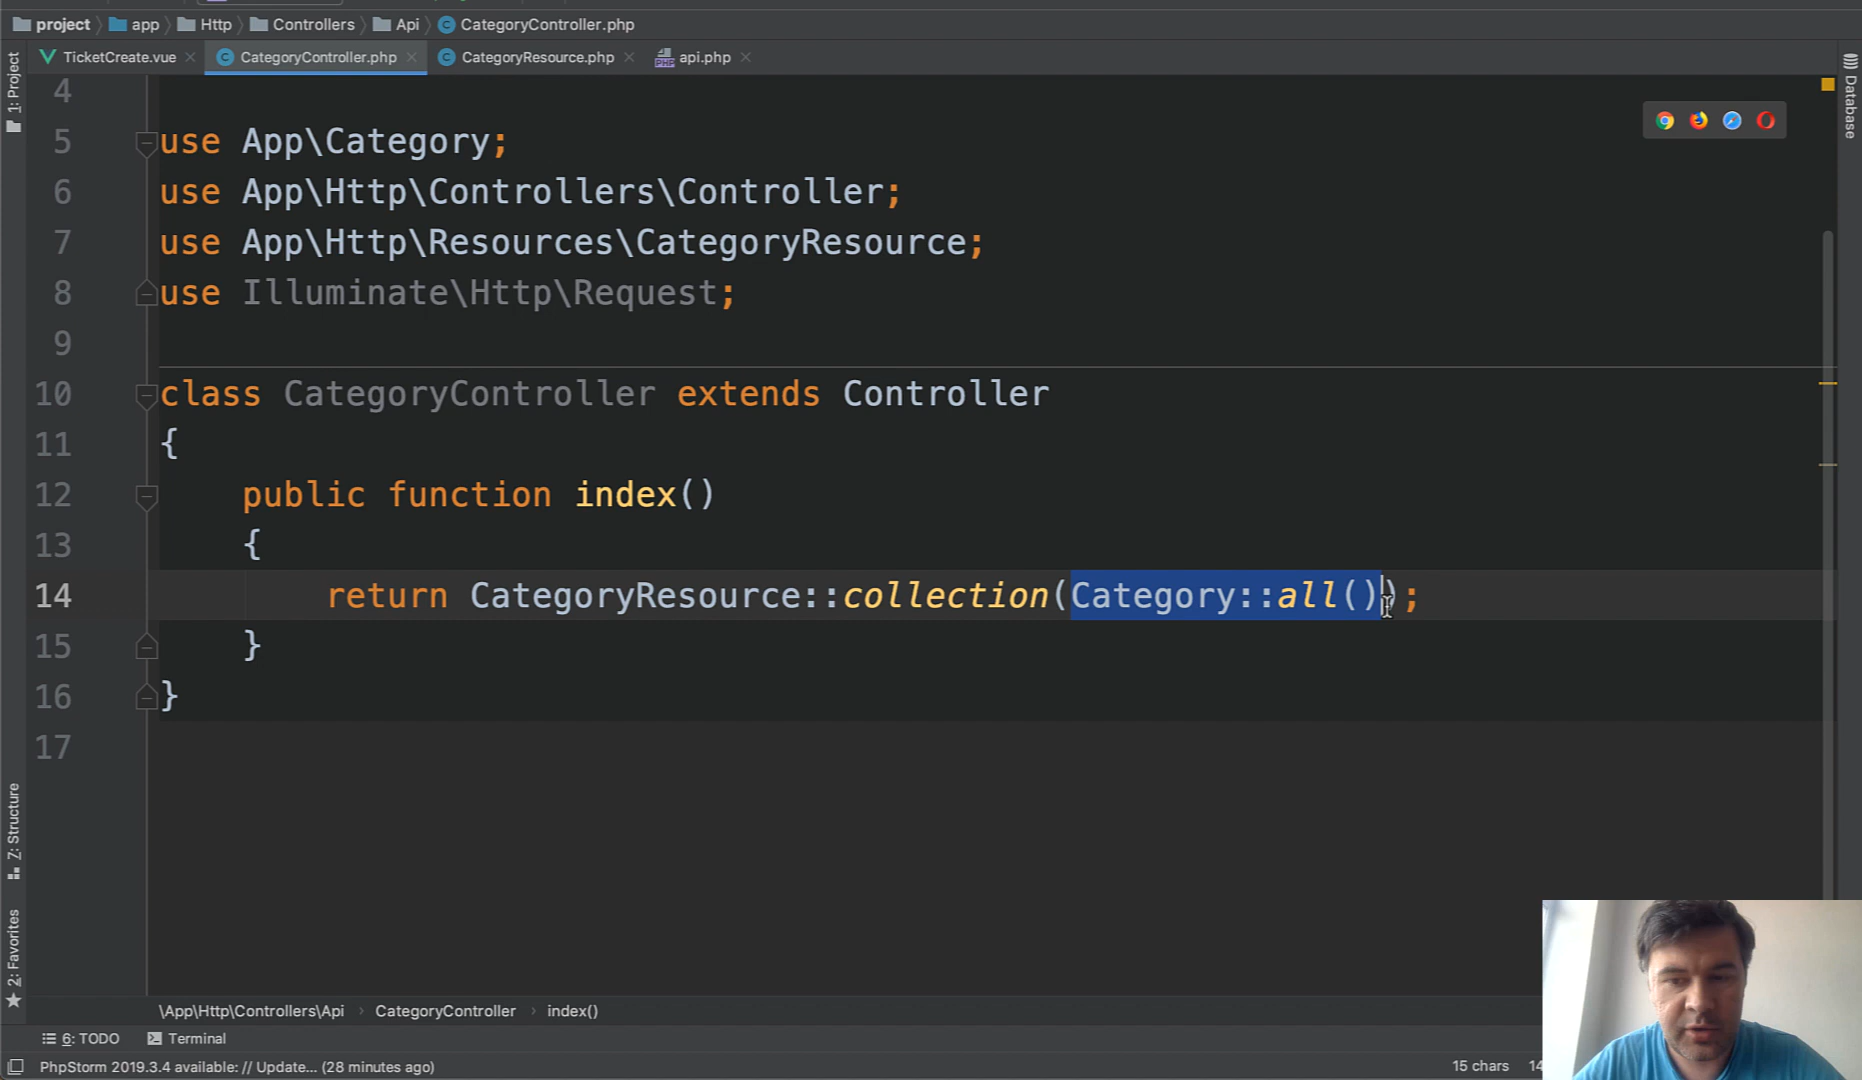 project app Http Controllers Api CategoryController.php
TicketCreate.vue CategoryController.php CategoryResource.php api.php
1: Project
Database
4
5 use App\Category;
6 use App\Http\Controllers\Controller;
7 use App\Http\Resources\CategoryResource;
8 use Illuminate\Http\Request;
9
10 class CategoryController extends Controller
11 {
12 public function index()
13 {
14 return CategoryResource::collection(Category::all());
15 }
16 }
17
Z: Structure
2: Favorites
\App\Http\Controllers\Api › CategoryController › index()
6: TODO Terminal
PhpStorm 2019.3.4 available: // Update... (28 minutes ago) 15 chars